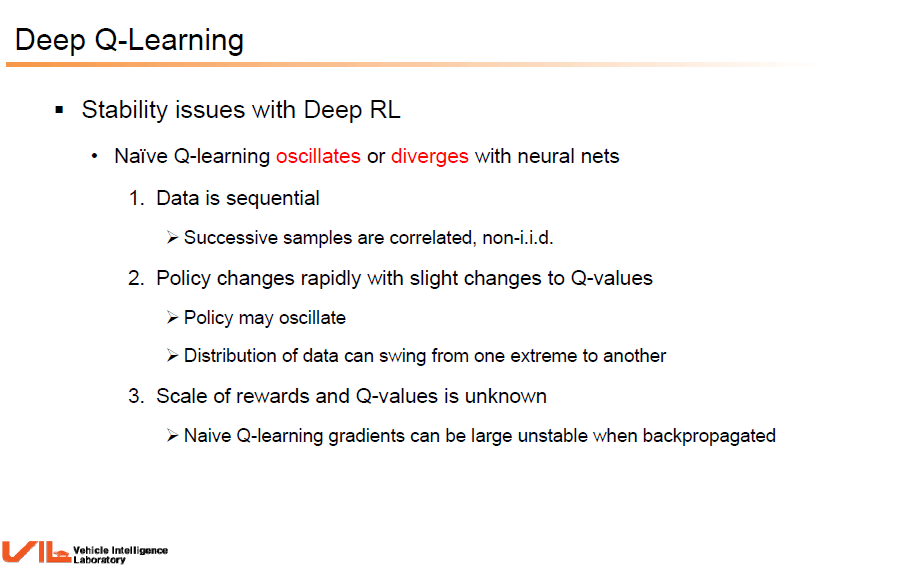 Deep Q-Learning
▪ Stability issues with Deep RL
• Naïve Q-learning oscillates or diverges with neural nets
1. Data is sequential
➢ Successive samples are correlated, non-i.i.d.
2. Policy changes rapidly with slight changes to Q-values
➢ Policy may oscillate
➢ Distribution of data can swing from one extreme to another
3. Scale of rewards and Q-values is unknown
➢ Naive Q-learning gradients can be large unstable when backpropagated
VIL Vehicle Intelligence
Laboratory